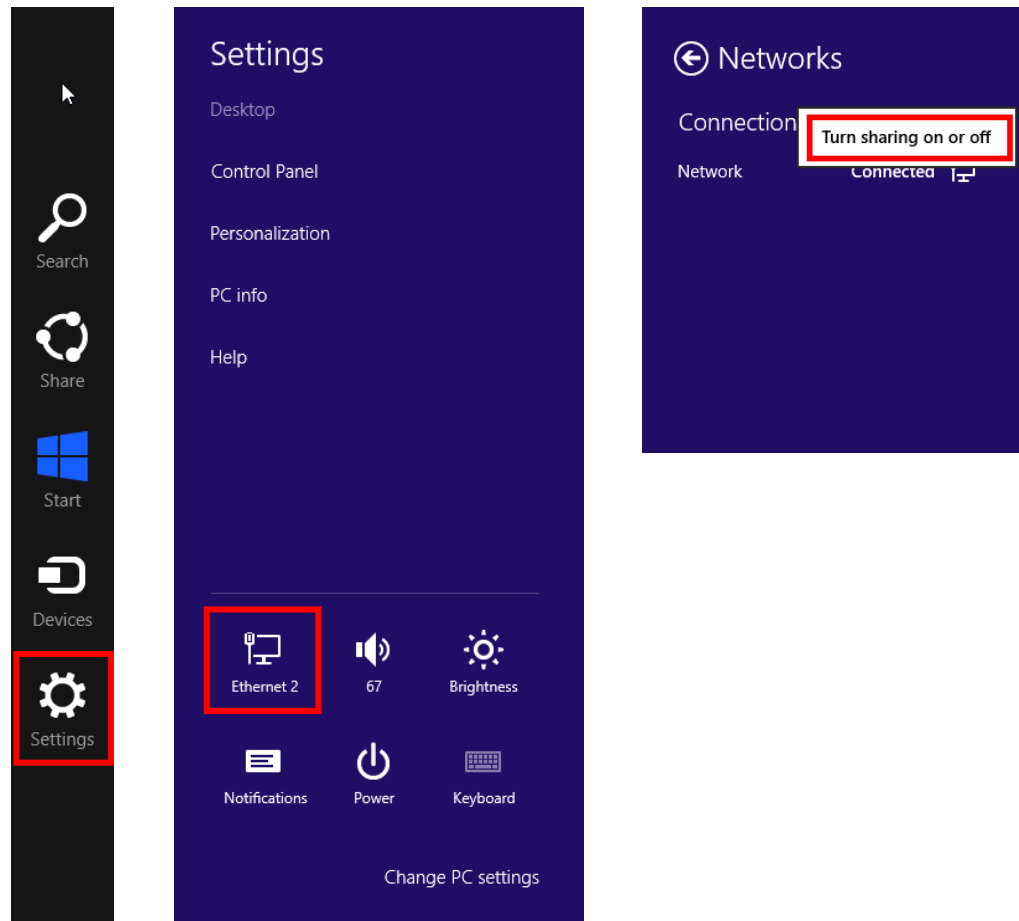 Search
Share
Start
Devices
Settings
Settings
Desktop
Control Panel
Personalization
PC info
Help
Ethernet 2
67
Brightness
Notifications
Power
Keyboard
Change PC settings
Networks
Connection
Turn sharing on or off
Network Connected